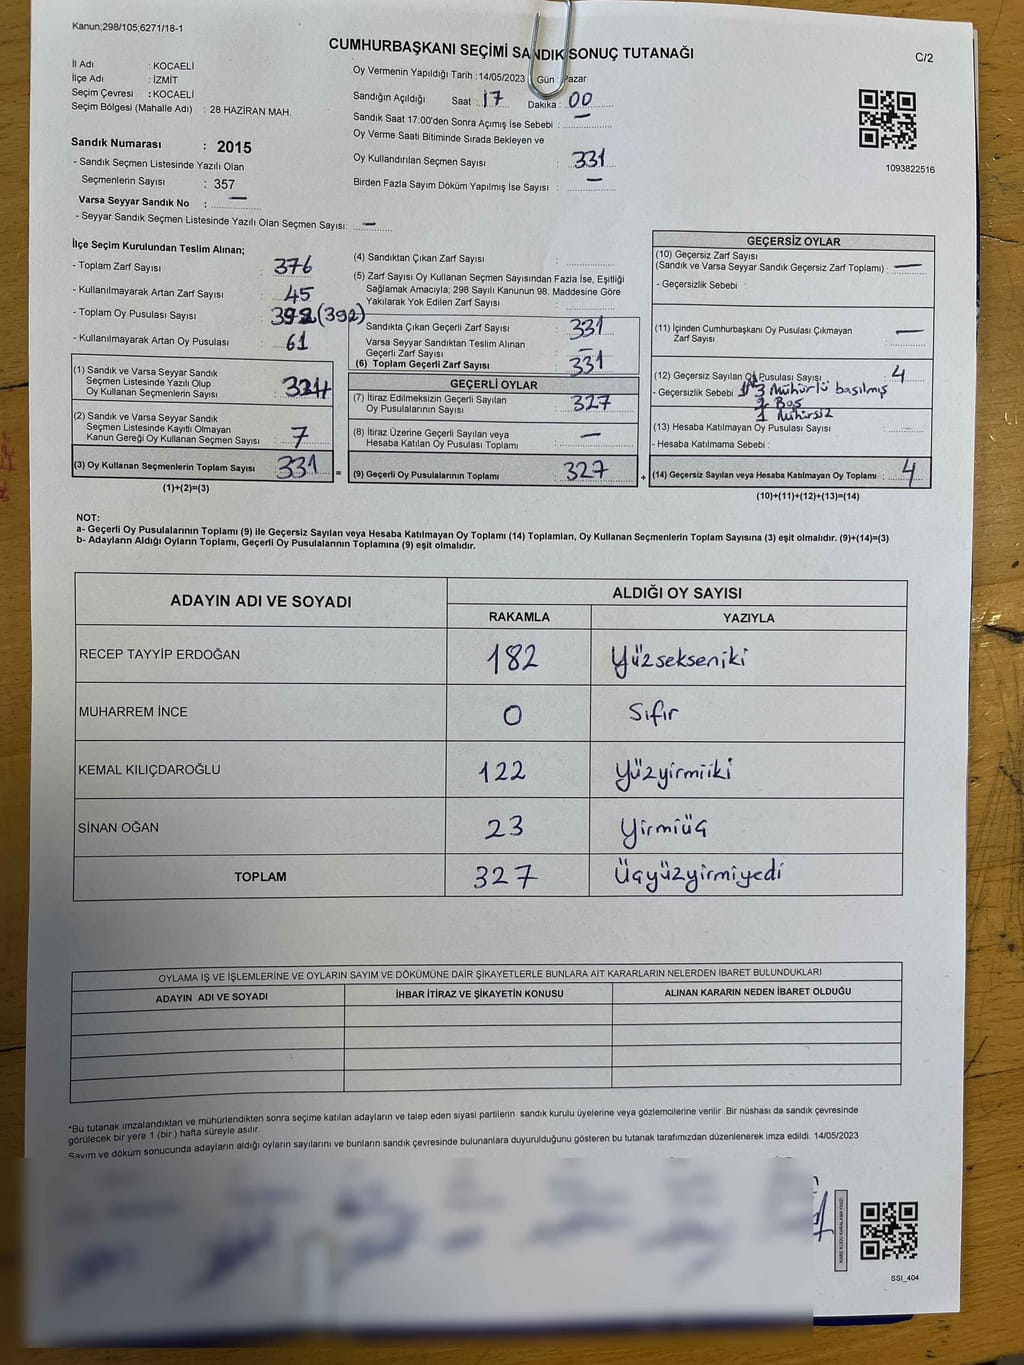 Kanun;298/105;6271/18-1
CUMHURBAŞKANI SEÇİMİ SANDIK SONUÇ TUTANAĞI
C/2
İl Adı : KOCAELİ
İlçe Adı : İZMİT
Seçim Çevresi : KOCAELİ
Seçim Bölgesi (Mahalle Adı) : 28 HAZİRAN MAH.
Oy Vermenin Yapıldığı Tarih :14/05/2023 Gün : Pazar
Sandığın Açıldığı Saat : 17 Dakika : 00
Sandık Saat 17:00'den Sonra Açımış İse Sebebi : —
Oy Verme Saati Bitiminde Sırada Bekleyen ve
Oy Kullandırılan Seçmen Sayısı : 331
Birden Fazla Sayım Döküm Yapılmış İse Sayısı : —
1093822516
Sandık Numarası : 2015
- Sandık Seçmen Listesinde Yazılı Olan
Seçmenlerin Sayısı : 357
Varsa Seyyar Sandık No : —
- Seyyar Sandık Seçmen Listesinde Yazılı Olan Seçmen Sayısı: —
İlçe Seçim Kurulundan Teslim Alınan;
- Toplam Zarf Sayısı : 376
- Kullanılmayarak Artan Zarf Sayısı : 45
- Toplam Oy Pusulası Sayısı : 392 (392)
- Kullanılmayarak Artan Oy Pusulası : 61
(1) Sandık ve Varsa Seyyar Sandık
Seçmen Listesinde Yazılı Olup
Oy Kullanan Seçmenlerin Sayısı : 324
(2) Sandık ve Varsa Seyyar Sandık
Seçmen Listesinde Kayıtlı Olmayan
Kanun Gereği Oy Kullanan Seçmen Sayısı : 7
(3) Oy Kullanan Seçmenlerin Toplam Sayısı : 331 =
(1)+(2)=(3)
(4) Sandıktan Çıkan Zarf Sayısı :
(5) Zarf Sayısı Oy Kullanan Seçmen Sayısından Fazla İse, Eşitliği
Sağlamak Amacıyla; 298 Sayılı Kanunun 98. Maddesine Göre
Yakılarak Yok Edilen Zarf Sayısı :
Sandıkta Çıkan Geçerli Zarf Sayısı : 331
Varsa Seyyar Sandıktan Teslim Alınan
Geçerli Zarf Sayısı : —
(6) Toplam Geçerli Zarf Sayısı : 331
GEÇERLİ OYLAR
(7) İtiraz Edilmeksizin Geçerli Sayılan
Oy Pusulalarının Sayısı : 327
(8) İtiraz Üzerine Geçerli Sayılan veya
Hesaba Katılan Oy Pusulası Toplamı : —
(9) Geçerli Oy Pusulalarının Toplamı : 327 +
GEÇERSİZ OYLAR
(10) Geçersiz Zarf Sayısı
(Sandık ve Varsa Seyyar Sandık Geçersiz Zarf Toplamı) : —
- Geçersizlik Sebebi :
(11) İçinden Cumhurbaşkanı Oy Pusulası Çıkmayan
Zarf Sayısı : —
(12) Geçersiz Sayılan Oy Pusulası Sayısı : 4
- Geçersizlik Sebebi : 3 Mühürlü basılmış
Boş
1 Mühürsüz
(13) Hesaba Katılmayan Oy Pusulası Sayısı :
- Hesaba Katılmama Sebebi :
(14) Geçersiz Sayılan veya Hesaba Katılmayan Oy Toplamı : 4
(10)+(11)+(12)+(13)=(14)
NOT:
a- Geçerli Oy Pusulalarının Toplamı (9) ile Geçersiz Sayılan veya Hesaba Katılmayan Oy Toplamı (14) Toplamları, Oy Kullanan Seçmenlerin Toplam Sayısına (3) eşit olmalıdır. (9)+(14)=(3)
b- Adayların Aldığı Oyların Toplamı, Geçerli Oy Pusulalarının Toplamına (9) eşit olmalıdır.
ADAYIN ADI VE SOYADI
ALDIĞI OY SAYISI
RAKAMLA YAZIYLA
RECEP TAYYİP ERDOĞAN 182 Yüzsekseniki
MUHARREM İNCE 0 Sıfır
KEMAL KILIÇDAROĞLU 122 Yüzyirmiiki
SİNAN OĞAN 23 Yirmiüç
TOPLAM 327 Üçyüzyirmiyedi
OYLAMA İŞ VE İŞLEMLERİNE VE OYLARIN SAYIM VE DÖKÜMÜNE DAİR ŞİKAYETLERLE BUNLARA AİT KARARLARIN NELERDEN İBARET BULUNDUKLARI
ADAYIN ADI VE SOYADI İHBAR İTİRAZ VE ŞİKAYETİN KONUSU ALINAN KARARIN NEDEN İBARET OLDUĞU
*Bu tutanak imzalandıktan ve mühürlendikten sonra seçime katılan adayların ve talep eden siyasi partilerin sandık kurulu üyelerine veya gözlemcilerine verilir .Bir nüshası da sandık çevresinde
görülecek bir yere 1 (bir ) hafta süreyle asılır.
Sayım ve döküm sonucunda adayların aldığı oyların sayılarını ve bunların sandık çevresinde bulunanlara duyurulduğunu gösteren bu tutanak tarafımızdan düzenlenerek imza edildi. 14/05/2023
SSI_404